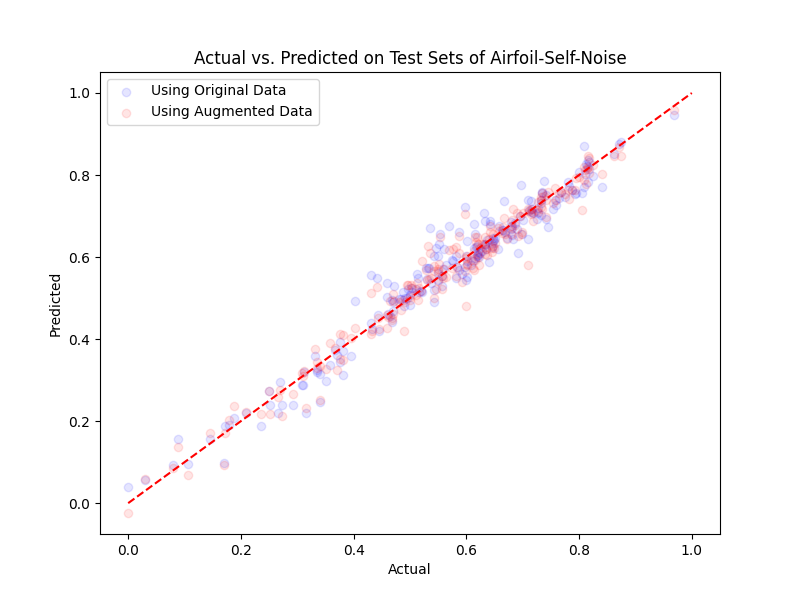 Actual vs. Predicted on Test Sets of Airfoil-Self-Noise
Using Original Data
Using Augmented Data
1.0
0.8
0.6
0.4
0.2
0.0
Predicted
0.0 0.2 0.4 0.6 0.8 1.0
Actual